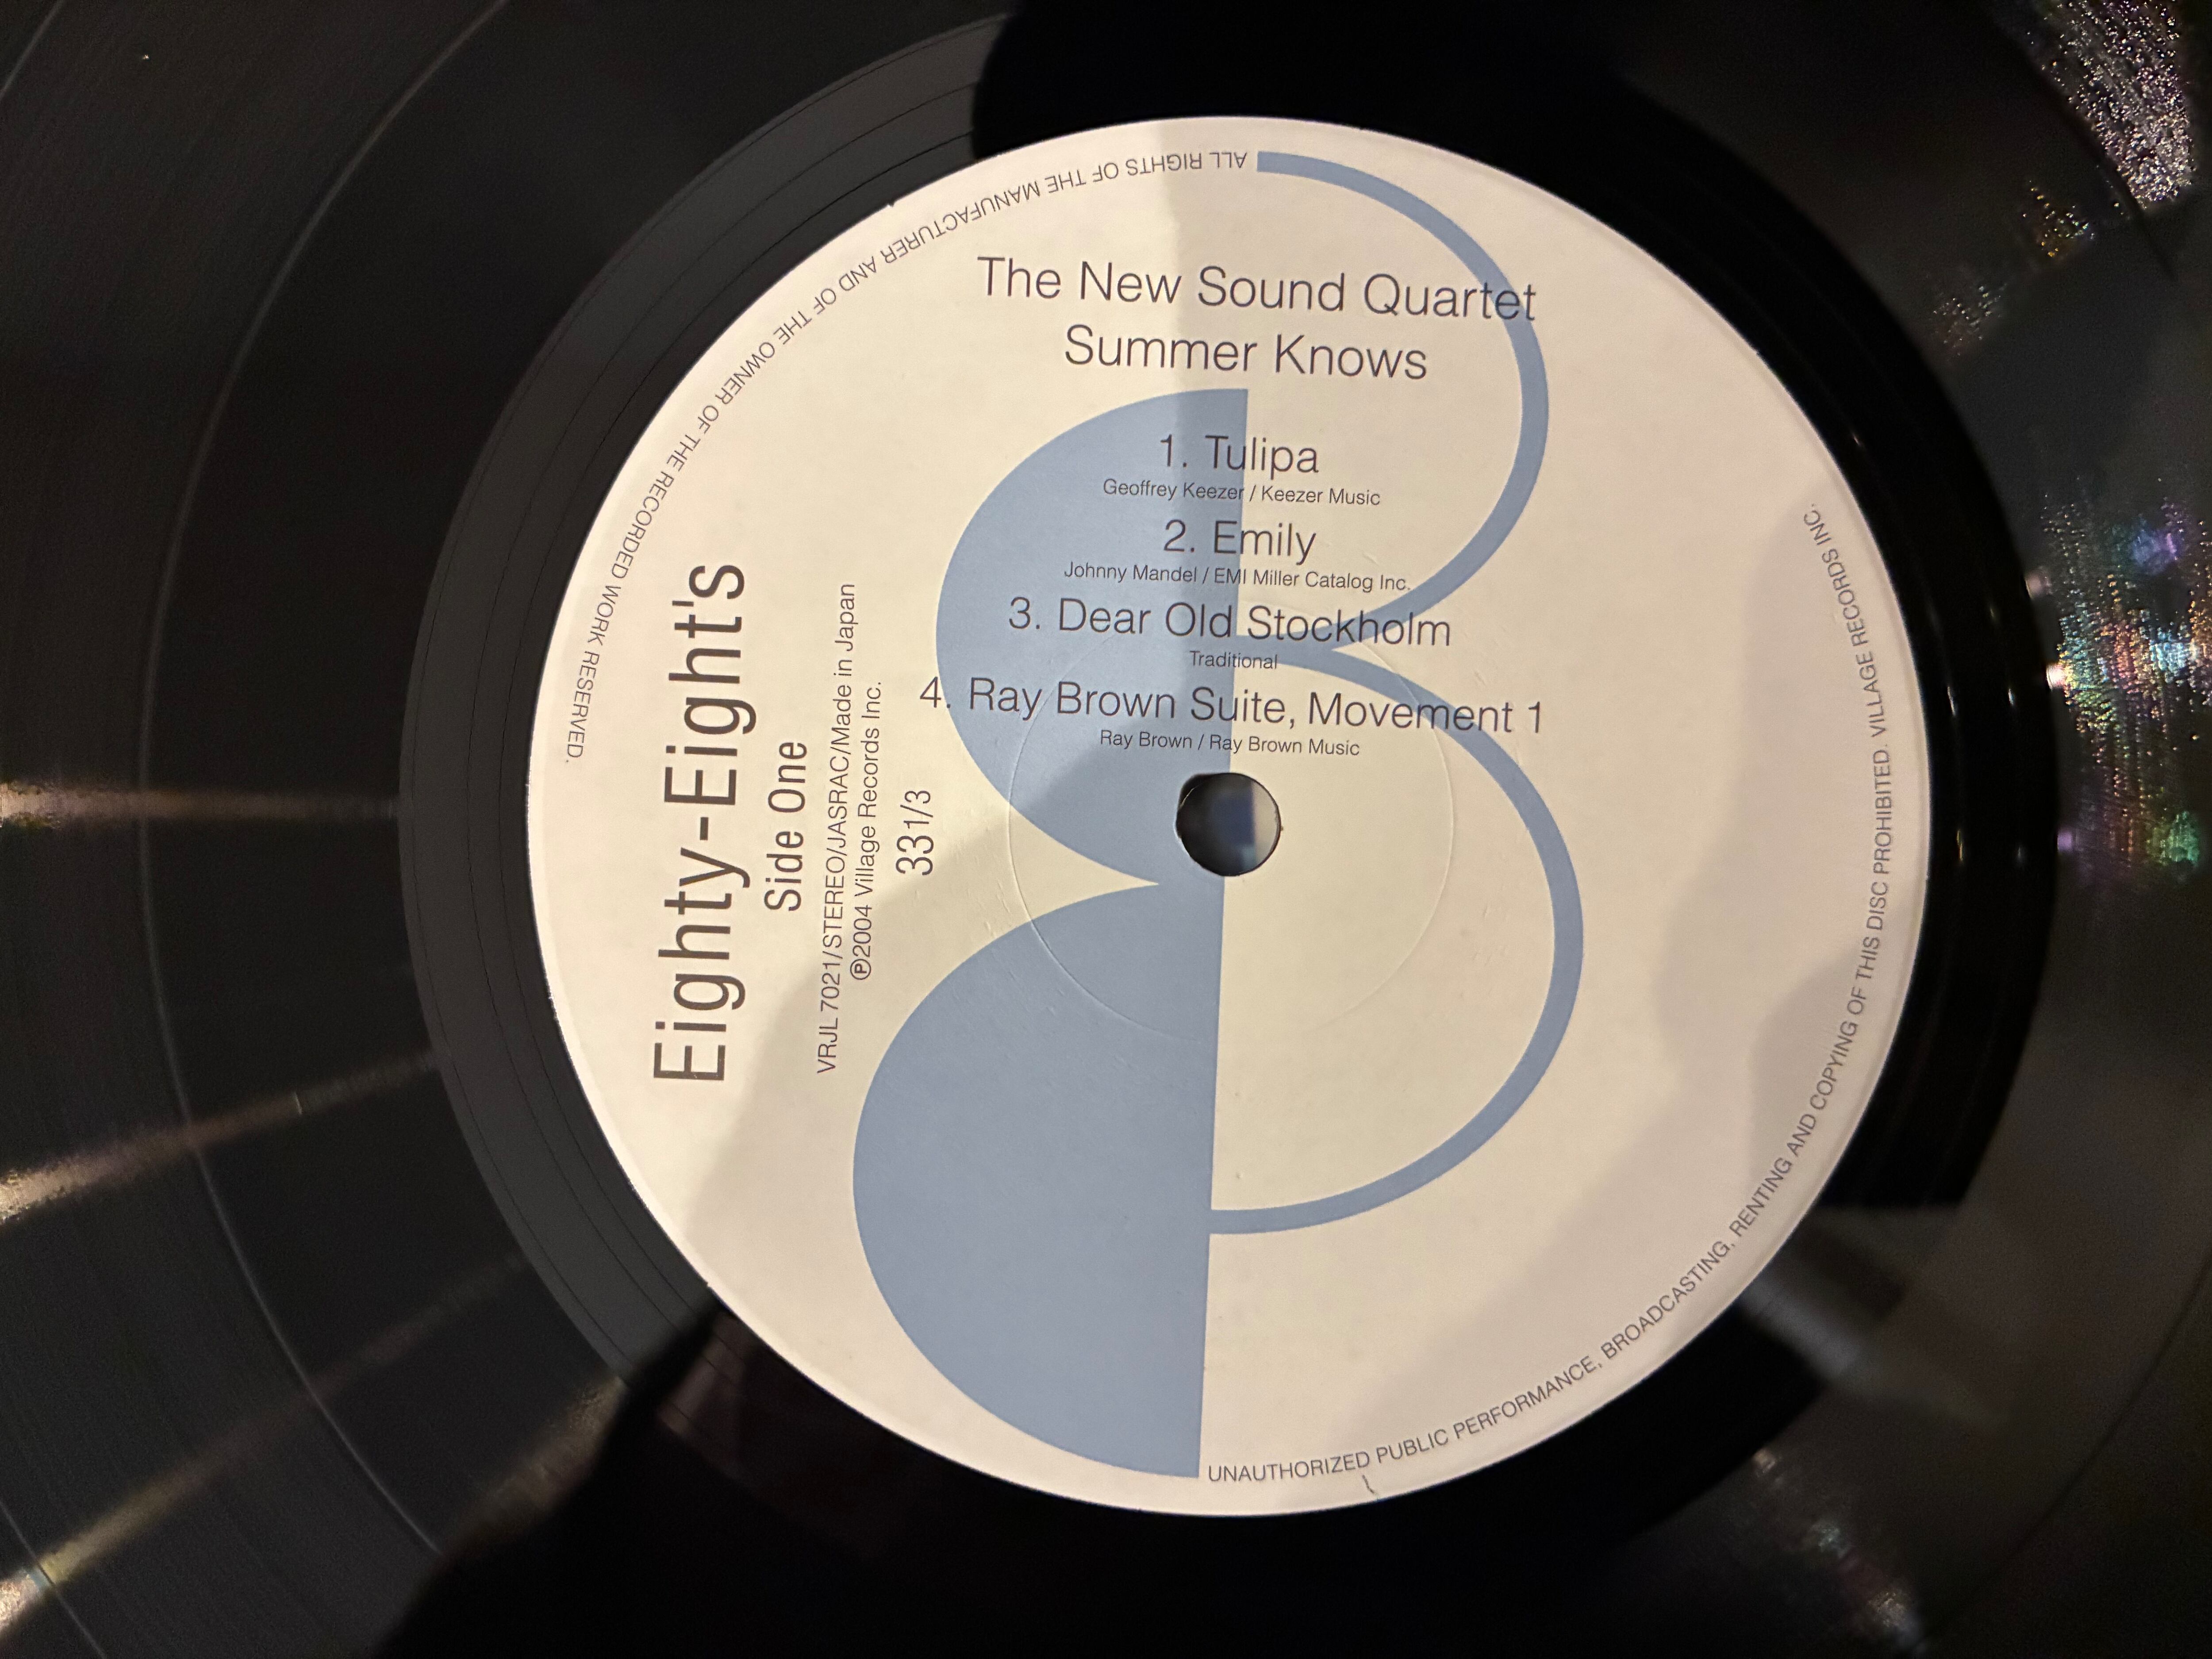 The New Sound Quartet
Summer Knows
1. Tulipa
Geoffrey Keezer / Keezer Music
2. Emily
Johnny Mandel / EMI Miller Catalog Inc.
3. Dear Old Stockholm
Traditional
4. Ray Brown Suite, Movement 1
Ray Brown / Ray Brown Music
Eighty-Eight's
Side One
VRJL 7021/STEREO/JASRAC/Made in Japan
Ⓟ2004 Village Records Inc.
33 1/3
ALL RIGHTS OF THE MANUFACTURER AND OF THE OWNER OF THE RECORDED WORK RESERVED.
UNAUTHORIZED PUBLIC PERFORMANCE, BROADCASTING, RENTING AND COPYING OF THIS DISC PROHIBITED. VILLAGE RECORDS INC.